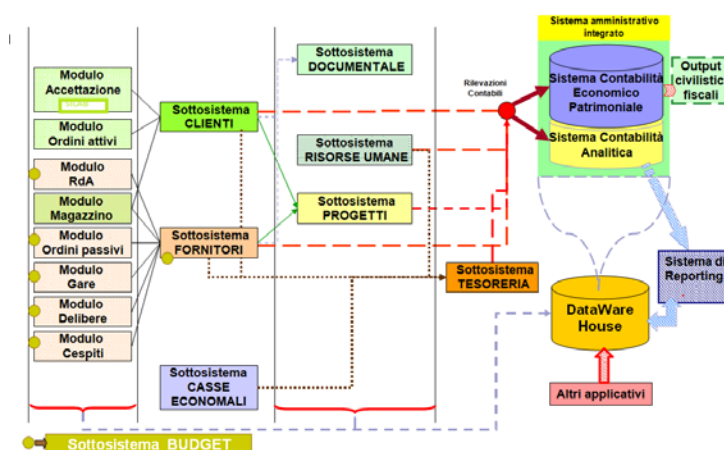 Modulo
Accettazione
Modulo
Ordini attivi
Modulo
RdA
Modulo
Magazzino
Modulo
Ordini passivi
Modulo
Gare
Modulo
Delibere
Modulo
Cespiti
Sottosistema
CLIENTI
Sottosistema
FORNITORI
Sottosistema
CASSE
ECONOMALI
Sottosistema
DOCUMENTALE
Sottosistema
RISORSE UMANE
Sottosistema
PROGETTI
Sottosistema
TESORERIA
Rilevazioni
Contabili
Sistema amministrativo
integrato
Sistema Contabilità
Economico
Patrimoniale
Sistema Contabilità
Analitica
Output
civilistic
fiscali
Sistema di
Reporting
DataWare
House
Altri applicativi
Sottosistema BUDGET